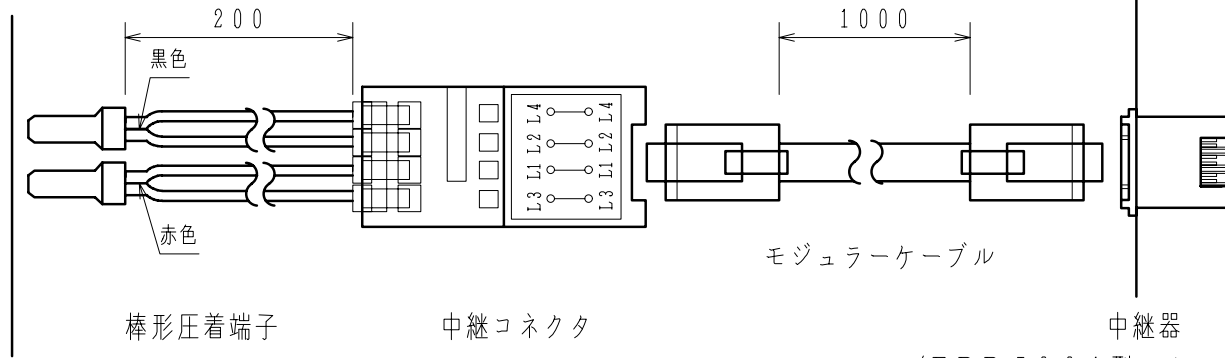 200
1000
黒色
L4 L4
L2 L2
L1 L1
L3 L3
赤色
モジュラーケーブル
棒形圧着端子
中継コネクタ
中継器